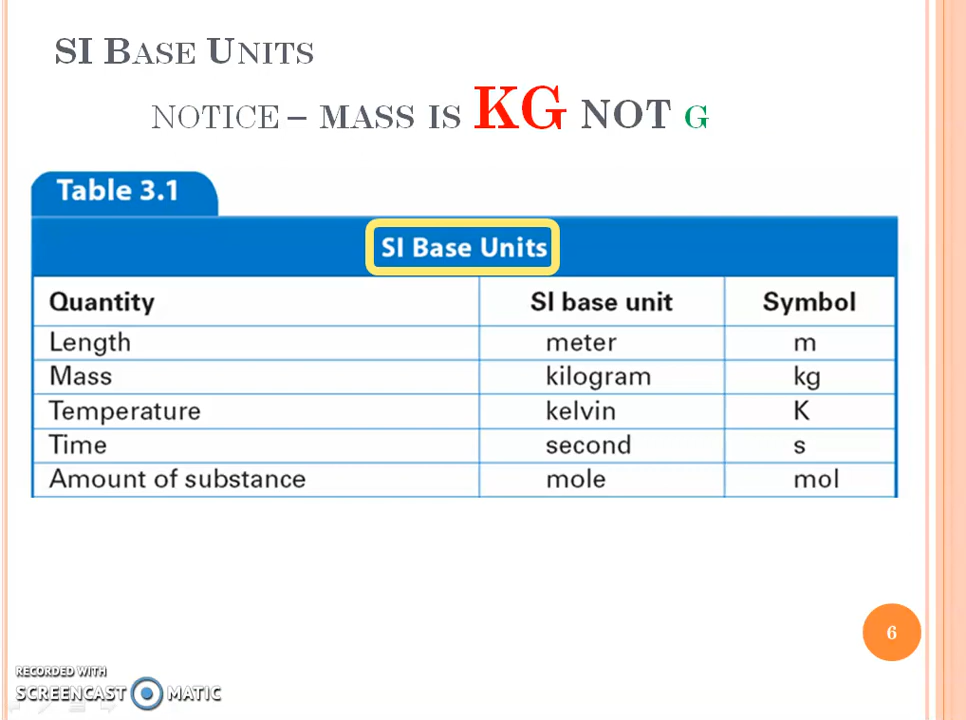 SI BASE UNITS
NOTICE – MASS IS KG NOT G
Table 3.1
SI Base Units
Quantity SI base unit Symbol
Length meter m
Mass kilogram kg
Temperature kelvin K
Time second s
Amount of substance mole mol
6
RECORDED WITH
SCREENCAST MATIC